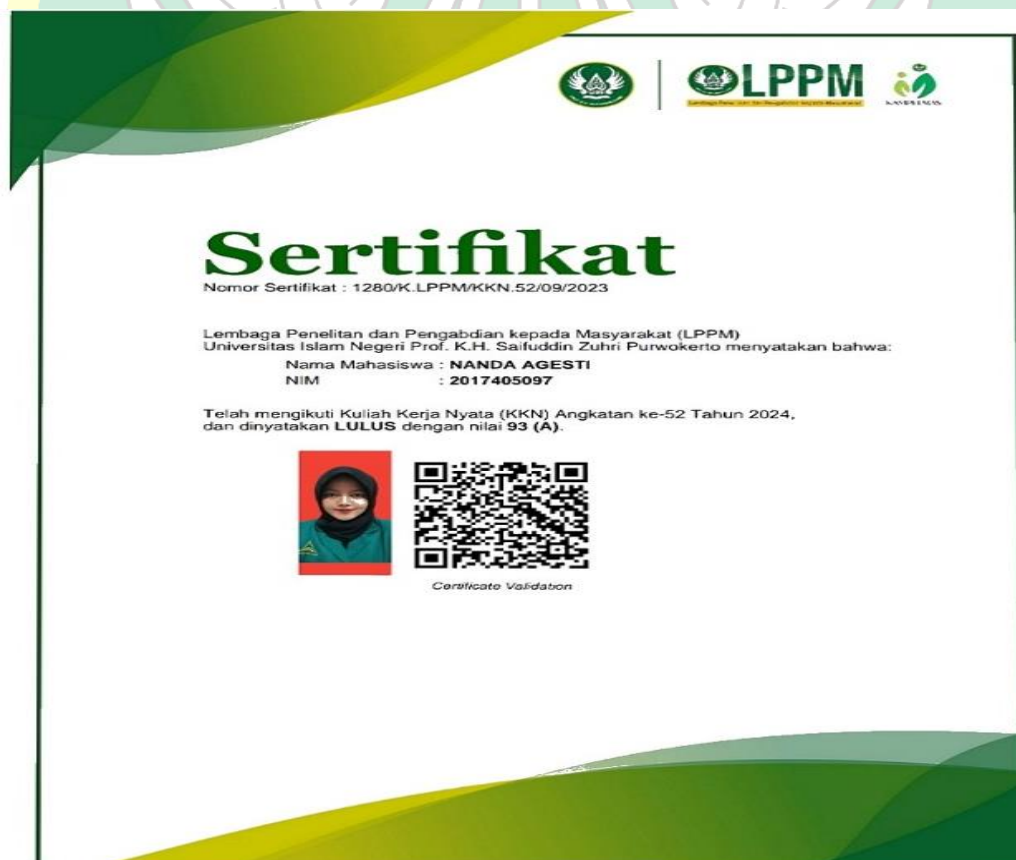 LPPM
Sertifikat
Nomor Sertifikat : 1280/K.LPPM/KKN.52/09/2023
Lembaga Penelitan dan Pengabdian kepada Masyarakat (LPPM)
Universitas Islam Negeri Prof. K.H. Saifuddin Zuhri Purwokerto menyatakan bahwa:
Nama Mahasiswa : NANDA AGESTI
NIM : 2017405097
Telah mengikuti Kuliah Kerja Nyata (KKN) Angkatan ke-52 Tahun 2024,
dan dinyatakan LULUS dengan nilai 93 (A).
Certificate Validation